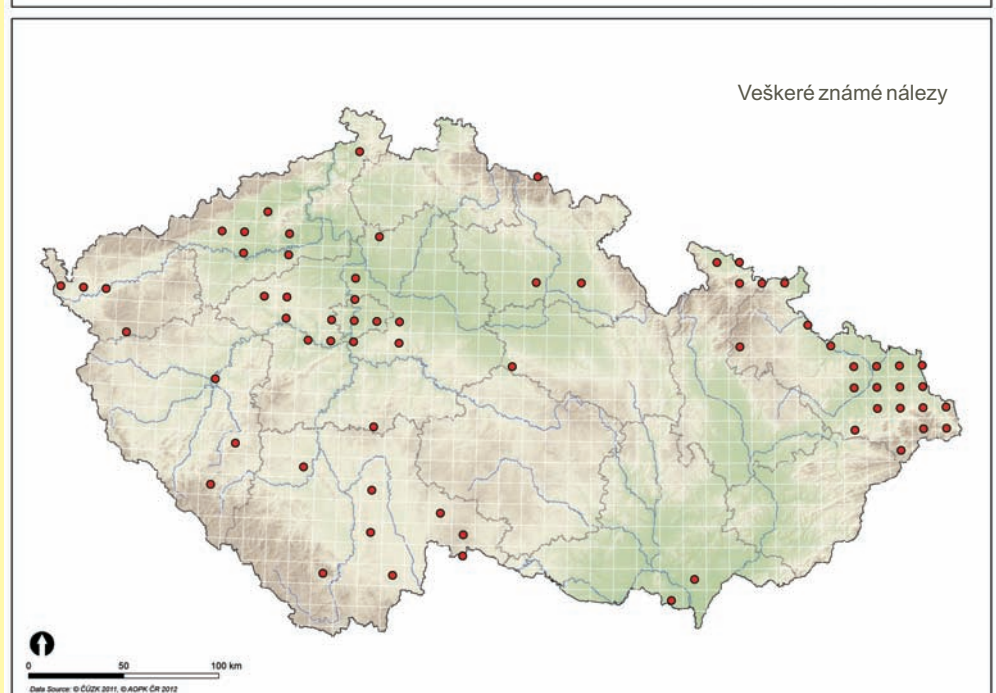 Veškeré známé nálezy
0 50 100 km
Data Source: © ČÚZK 2011, © AOPK ČR 2012